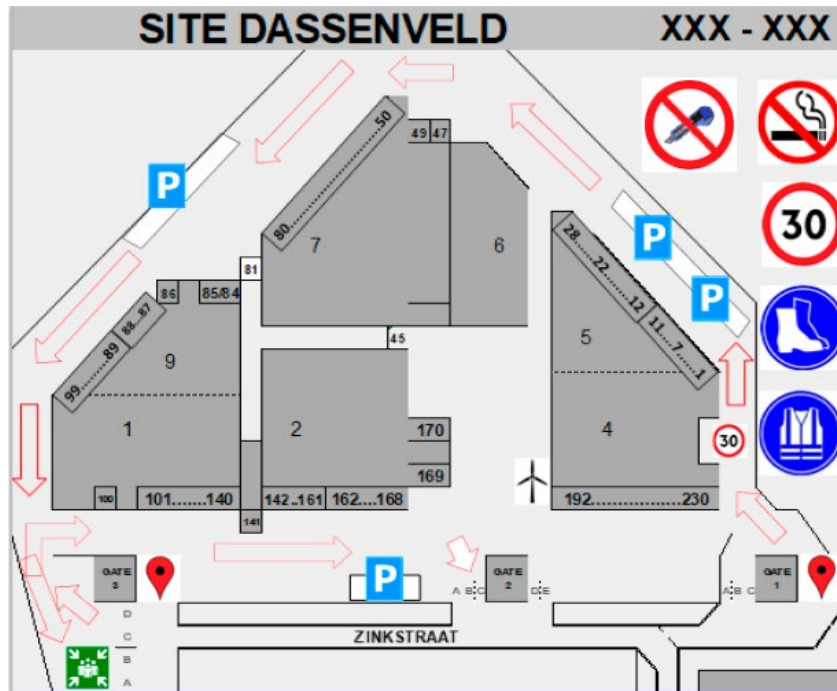 SITE DASSENVELD XXX - XXX
80..............50
49 47
P
30
7
6
P
28.......22.......12
P
81
86
85/84
88...87
45
11...7....1
5
99.......89
9
1
2
170
4
30
169
100
101.......140
142..161
162....168
192..................230
141
GATE
3
P
A B C
GATE
2
D E
A B C
GATE
1
D
C
B
A
ZINKSTRAAT